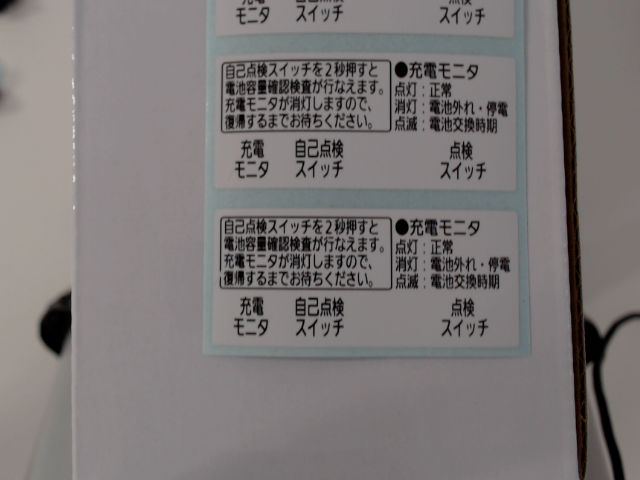 モニタ スイッチ スイッチ
自己点検スイッチを2秒押すと
電池容量確認検査が行なえます。
充電モニタが消灯しますので、
復帰するまでお待ちください。
●充電モニタ
点灯:正常
消灯:電池外れ・停電
点滅:電池交換時期
充電 自己点検 点検
モニタ スイッチ スイッチ
自己点検スイッチを2秒押すと
電池容量確認検査が行なえます。
充電モニタが消灯しますので、
復帰するまでお待ちください。
●充電モニタ
点灯:正常
消灯:電池外れ・停電
点滅:電池交換時期
充電 自己点検 点検
モニタ スイッチ スイッチ